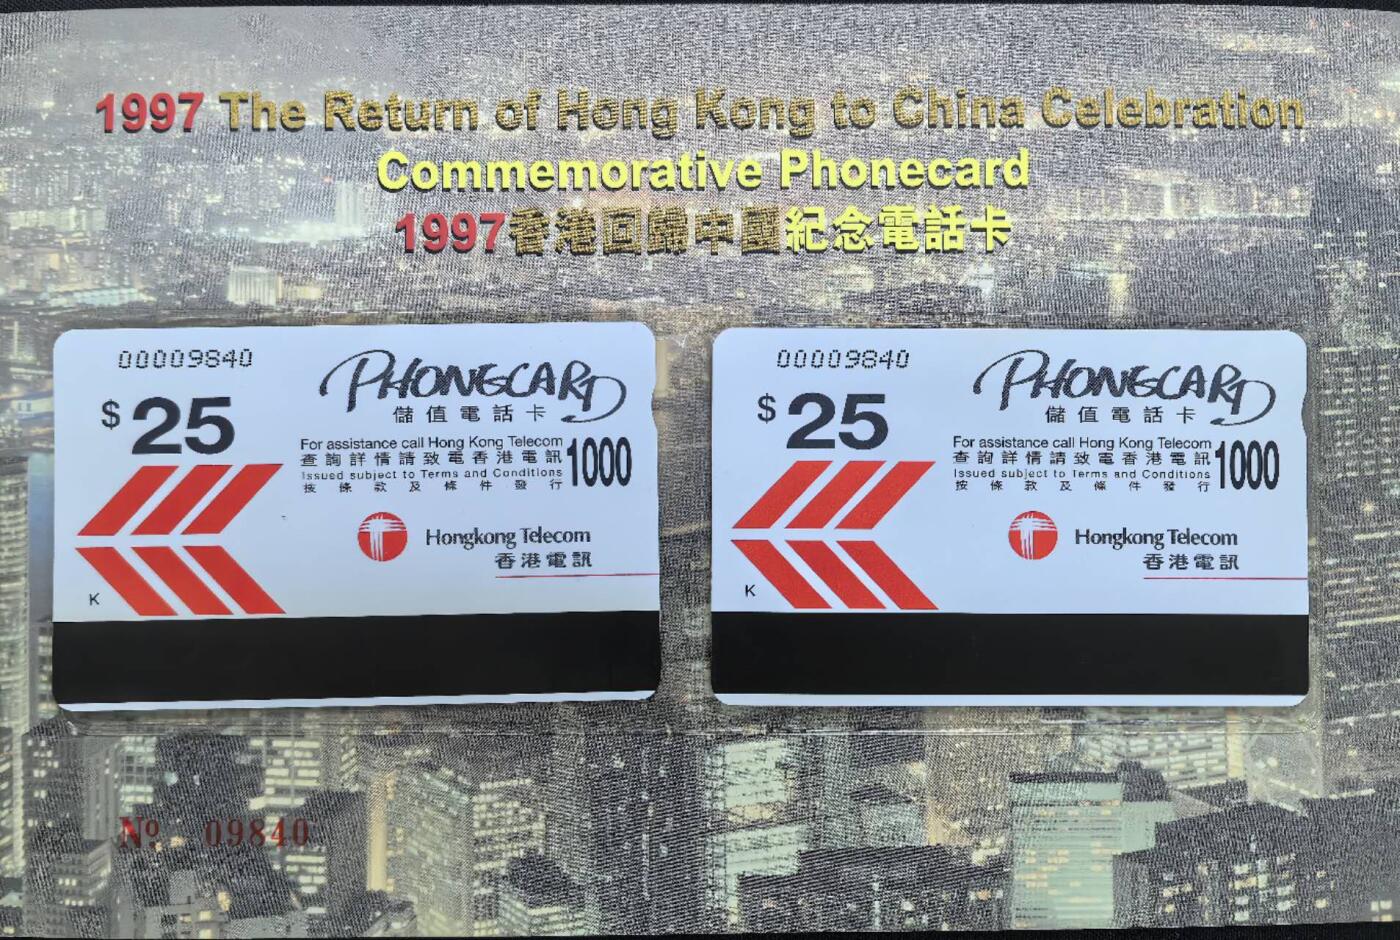 1997 The Return of Hong Kong to China Celebration
Commemorative Phonecard
1997香港回歸中國紀念電話卡
00009840
PHONECARD
儲值電話卡
$25
For assistance call Hong Kong Telecom
查詢詳情請致電香港電訊
1000
Issued subject to Terms and Conditions
按條款及條件發行
Hongkong Telecom
香港電訊
K
00009840
PHONECARD
儲值電話卡
$25
For assistance call Hong Kong Telecom
查詢詳情請致電香港電訊
1000
Issued subject to Terms and Conditions
按條款及條件發行
Hongkong Telecom
香港電訊
K
Nº 09840